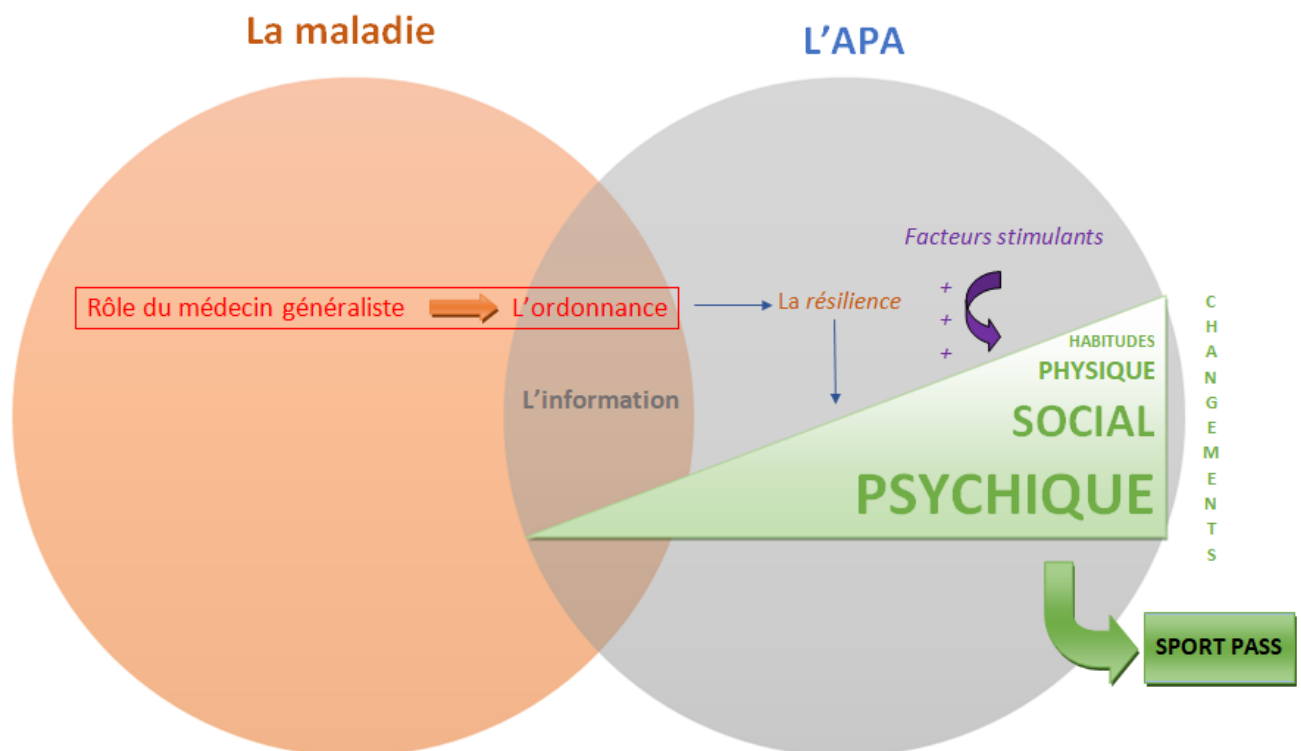 La maladie
L'APA
Facteurs stimulants
Rôle du médecin généraliste
L'ordonnance
La résilience
+
+
+
L'information
HABITUDES
PHYSIQUE
SOCIAL
PSYCHIQUE
CHANGEMENTS
SPORT PASS